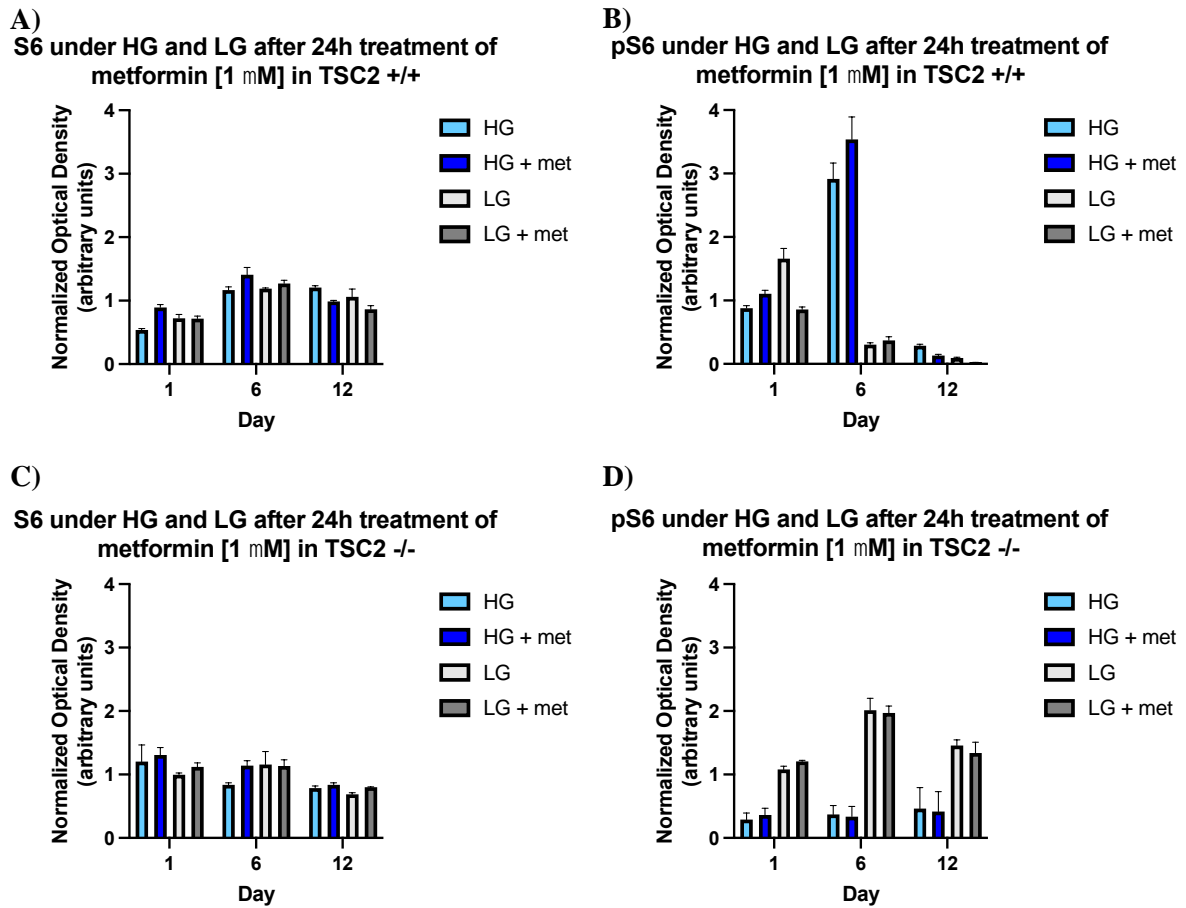 A)
S6 under HG and LG after 24h treatment of
metformin [1 mM] in TSC2 +/+
Normalized Optical Density
(arbitrary units)
4
3
2
1
0
1 6 12
Day
HG
HG + met
LG
LG + met
B)
pS6 under HG and LG after 24h treatment of
metformin [1 mM] in TSC2 +/+
Normalized Optical Density
(arbitrary units)
4
3
2
1
0
1 6 12
Day
HG
HG + met
LG
LG + met
C)
S6 under HG and LG after 24h treatment of
metformin [1 mM] in TSC2 -/-
Normalized Optical Density
(arbitrary units)
4
3
2
1
0
1 6 12
Day
HG
HG + met
LG
LG + met
D)
pS6 under HG and LG after 24h treatment of
metformin [1 mM] in TSC2 -/-
Normalized Optical Density
(arbitrary units)
4
3
2
1
0
1 6 12
Day
HG
HG + met
LG
LG + met